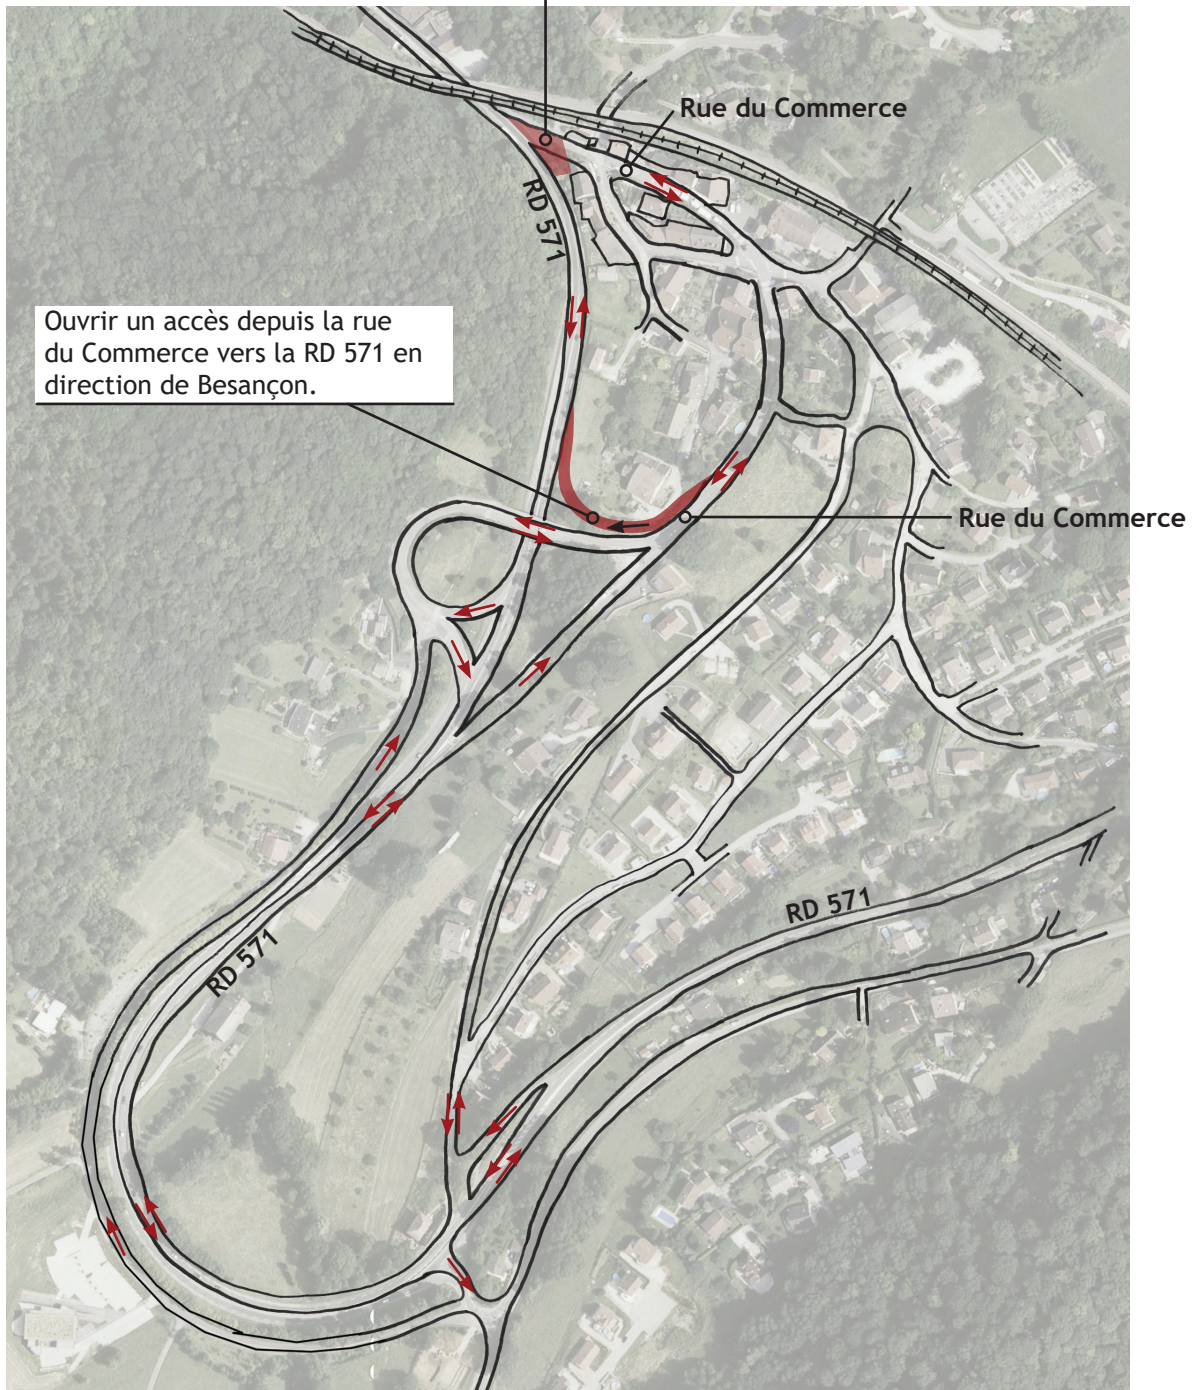 Rue du Commerce
RD 571
Ouvrir un accès depuis la rue
du Commerce vers la RD 571 en
direction de Besançon.
Rue du Commerce
RD 571
RD 571